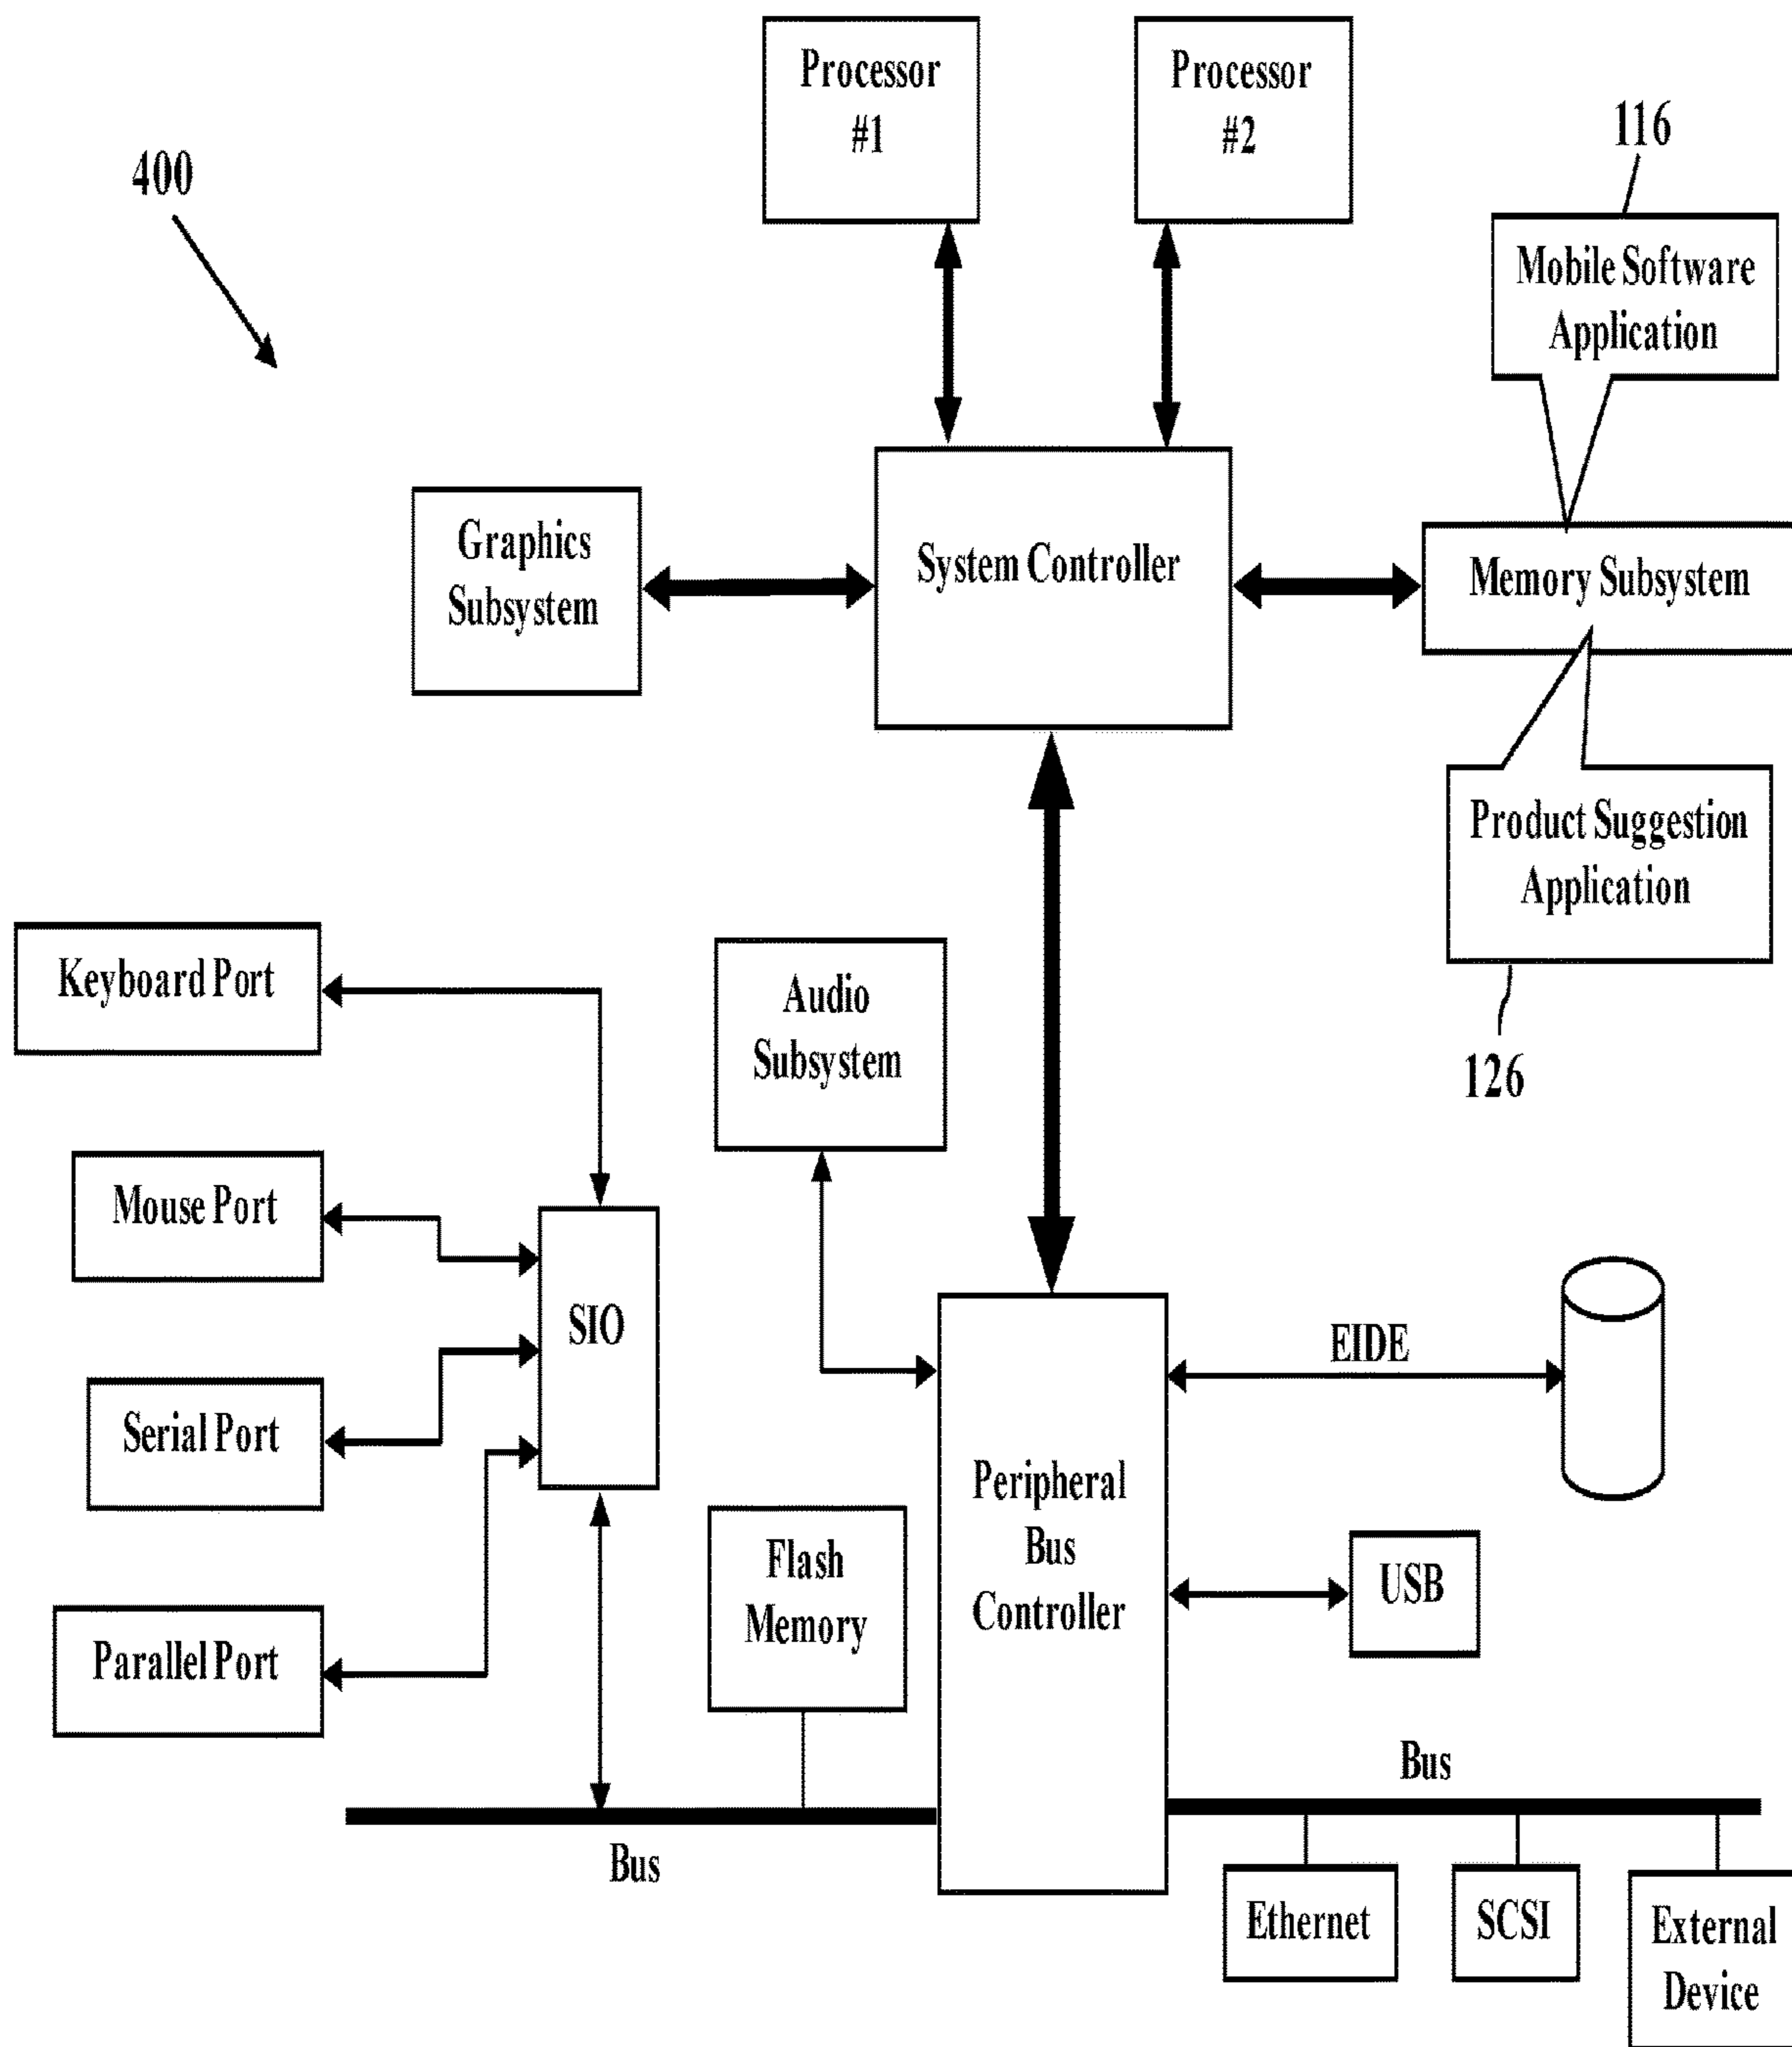 Processor
#1
Processor
#2
116
400
Mobile Software
Application
Graphics
Subsystem
System Controller
Memory Subsystem
Product Suggestion
Application
126
Keyboard Port
Audio
Subsystem
Mouse Port
SIO
EIDE
Serial Port
Peripheral
Bus
Controller
Flash
Memory
USB
Parallel Port
Bus
Bus
Ethernet
SCSI
External
Device